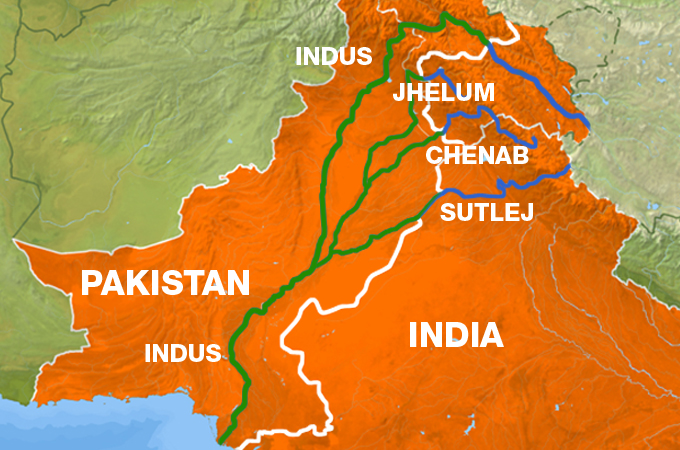 INDUS
JHELUM
CHENAB
SUTLEJ
PAKISTAN
INDIA
INDUS